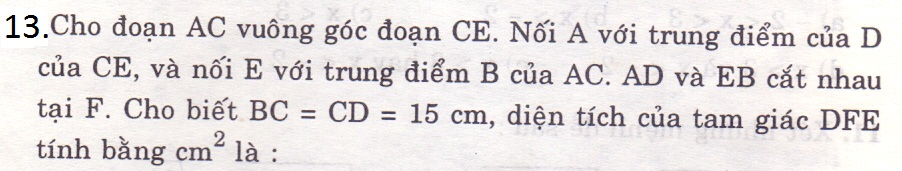 13.Cho đoạn AC vuông góc đoạn CE. Nối A với trung điểm của D
của CE, và nối E với trung điểm B của AC. AD và EB cắt nhau
tại F. Cho biết BC = CD = 15 cm, diện tích của tam giác DFE
tính bằng cm² là :